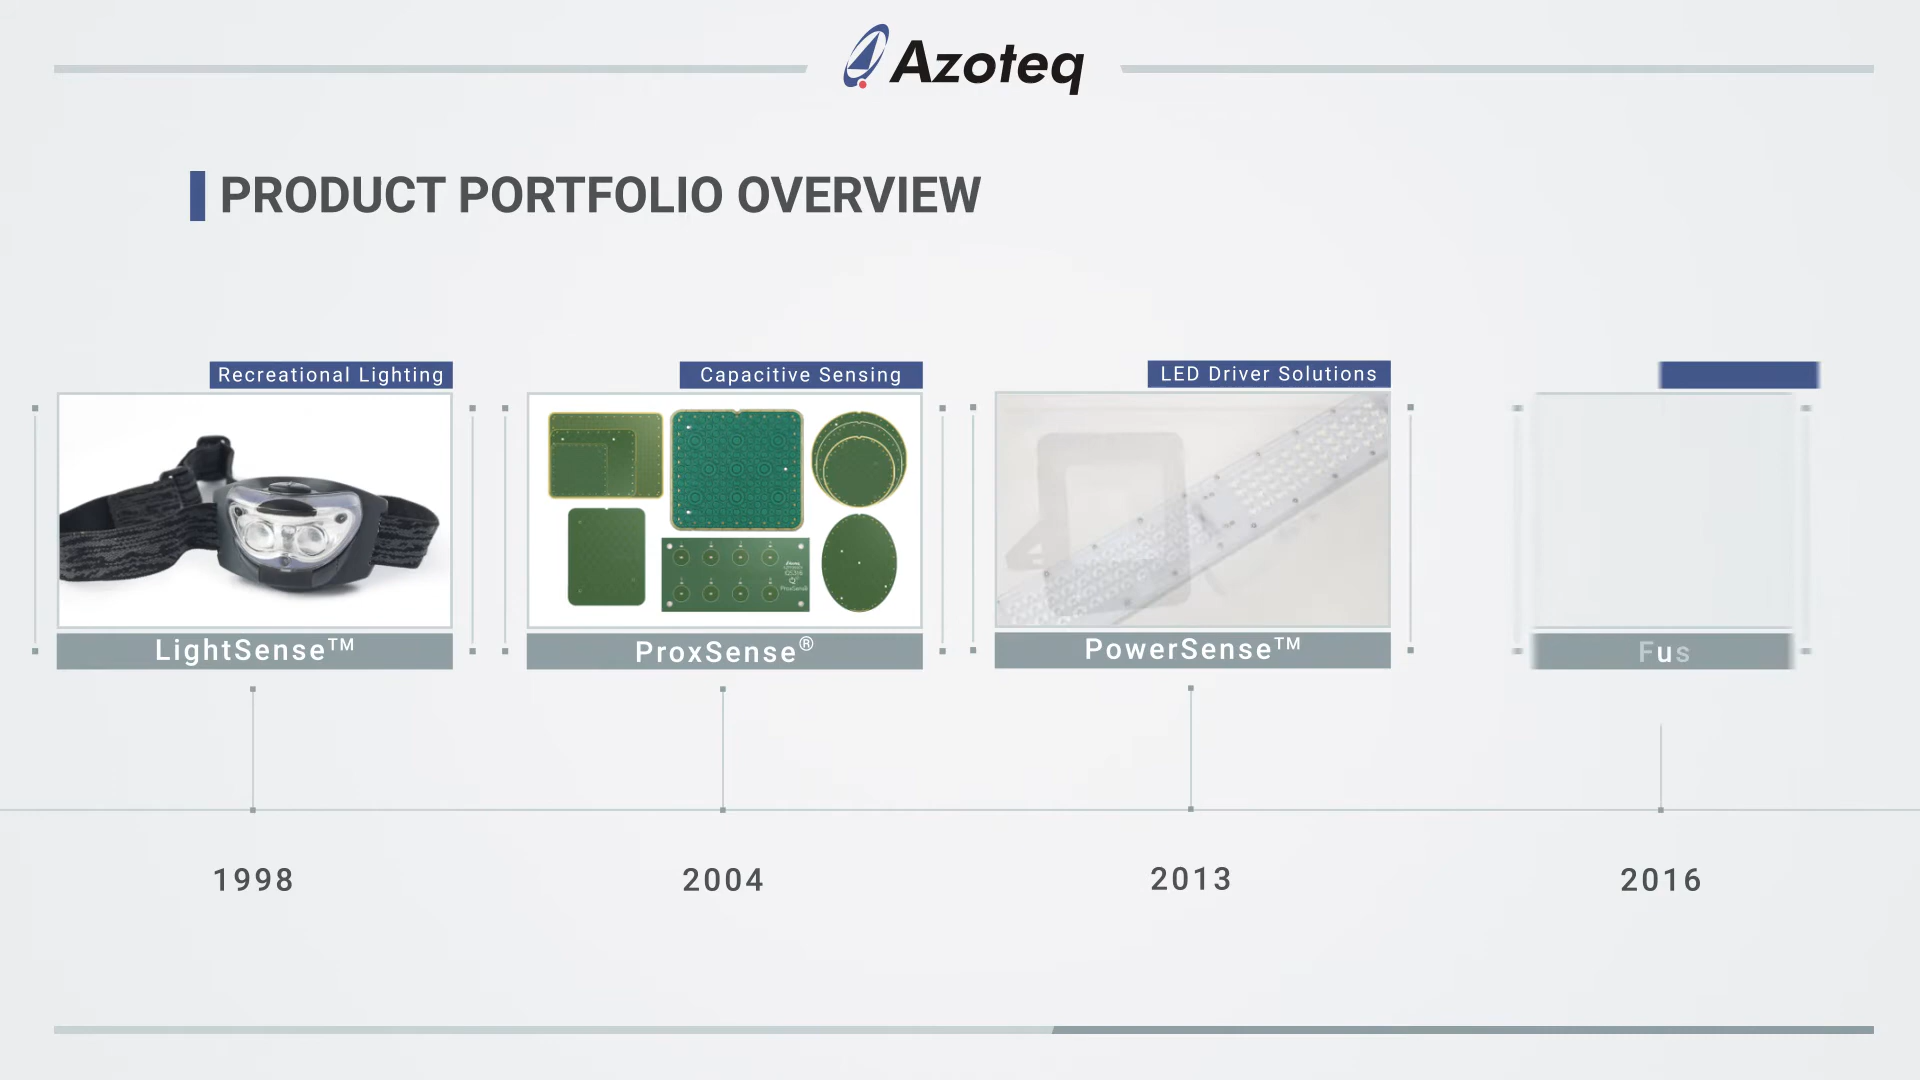 Azoteq
PRODUCT PORTFOLIO OVERVIEW
Recreational Lighting
Capacitive Sensing
LED Driver Solutions
LightSense™
ProxSense®
PowerSense™
Fus
1998
2004
2013
2016